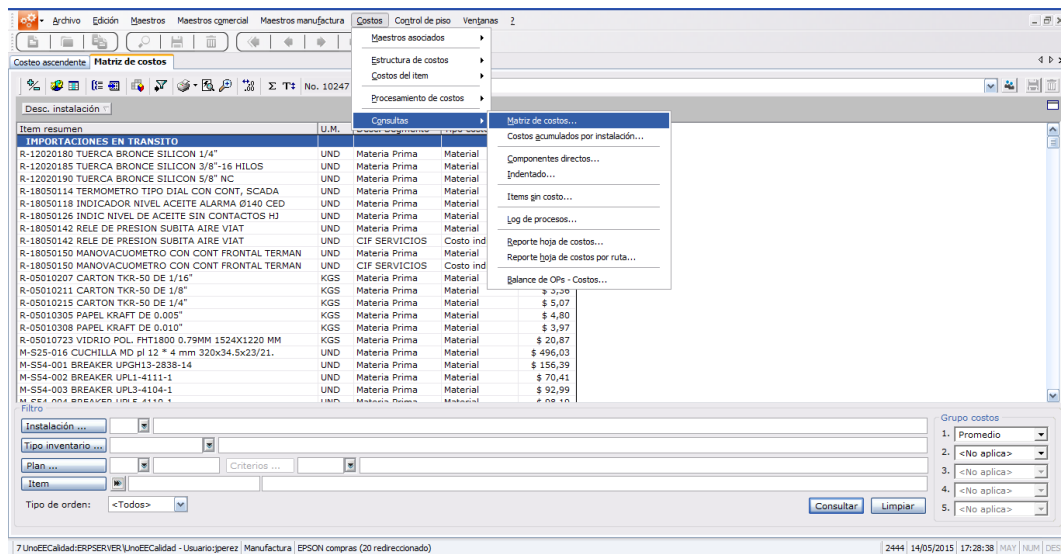 Archivo Edición Maestros Maestros comercial Maestros manufactura Costos Control de piso Ventanas ?
Maestros asociados
Estructura de costos
Costos del item
Procesamiento de costos
Consultas
Matriz de costos...
Costos acumulados por instalación...
Componentes directos...
Indentado...
Items sin costo...
Log de procesos...
Reporte hoja de costos...
Reporte hoja de costos por ruta...
Balance de OPs - Costos...
Costeo ascendente Matriz de costos
No. 10247
Desc. instalación
Item resumen U.M.
IMPORTACIONES EN TRANSITO
R-12020180 TUERCA BRONCE SILICON 1/4" UND Materia Prima Material
R-12020185 TUERCA BRONCE SILICON 3/8"-16 HILOS UND Materia Prima Material
R-12020190 TUERCA BRONCE SILICON 5/8" NC UND Materia Prima Material
R-18050114 TERMOMETRO TIPO DIAL CON CONT, SCADA UND Materia Prima Material
R-18050118 INDICADOR NIVEL ACEITE ALARMA Ø140 CED UND Materia Prima Material
R-18050126 INDIC NIVEL DE ACEITE SIN CONTACTOS HJ UND Materia Prima Material
R-18050142 RELE DE PRESION SUBITA AIRE VIAT UND Materia Prima Material
R-18050142 RELE DE PRESION SUBITA AIRE VIAT UND CIF SERVICIOS Costo ind
R-18050150 MANOVACUOMETRO CON CONT FRONTAL TERMAN UND Materia Prima Material
R-18050150 MANOVACUOMETRO CON CONT FRONTAL TERMAN UND CIF SERVICIOS Costo ind
R-05010207 CARTON TKR-50 DE 1/16" KGS Materia Prima Material
R-05010211 CARTON TKR-50 DE 1/8" KGS Materia Prima Material $ 3,36
R-05010215 CARTON TKR-50 DE 1/4" KGS Materia Prima Material $ 5,07
R-05010305 PAPEL KRAFT DE 0.005" KGS Materia Prima Material $ 4,80
R-05010308 PAPEL KRAFT DE 0.010" KGS Materia Prima Material $ 3,97
R-05010723 VIDRIO POL. FHT1800 0.79MM 1524X1220 MM KGS Materia Prima Material $ 20,87
M-S25-016 CUCHILLA MD pl 12 * 4 mm 320x34.5x23/21. UND Materia Prima Material $ 496,03
M-S54-001 BREAKER UPGH13-2838-14 UND Materia Prima Material $ 156,39
M-S54-002 BREAKER UPL1-4111-1 UND Materia Prima Material $ 70,41
M-S54-003 BREAKER UPL3-4104-1 UND Materia Prima Material $ 92,99
Filtro
Instalación ...
Tipo inventario ...
Plan ... Criterios ...
Item
Tipo de orden: <Todos> Consultar Limpiar
Grupo costos
1. Promedio
2. <No aplica>
3. <No aplica>
4. <No aplica>
5. <No aplica>
7 UnoEECalidad:ERPSERVER\UnoEECalidad - Usuario:jperez Manufactura EPSON compras (20 redireccionado) 2444 14/05/2015 17:28:38 MAY NUM DES